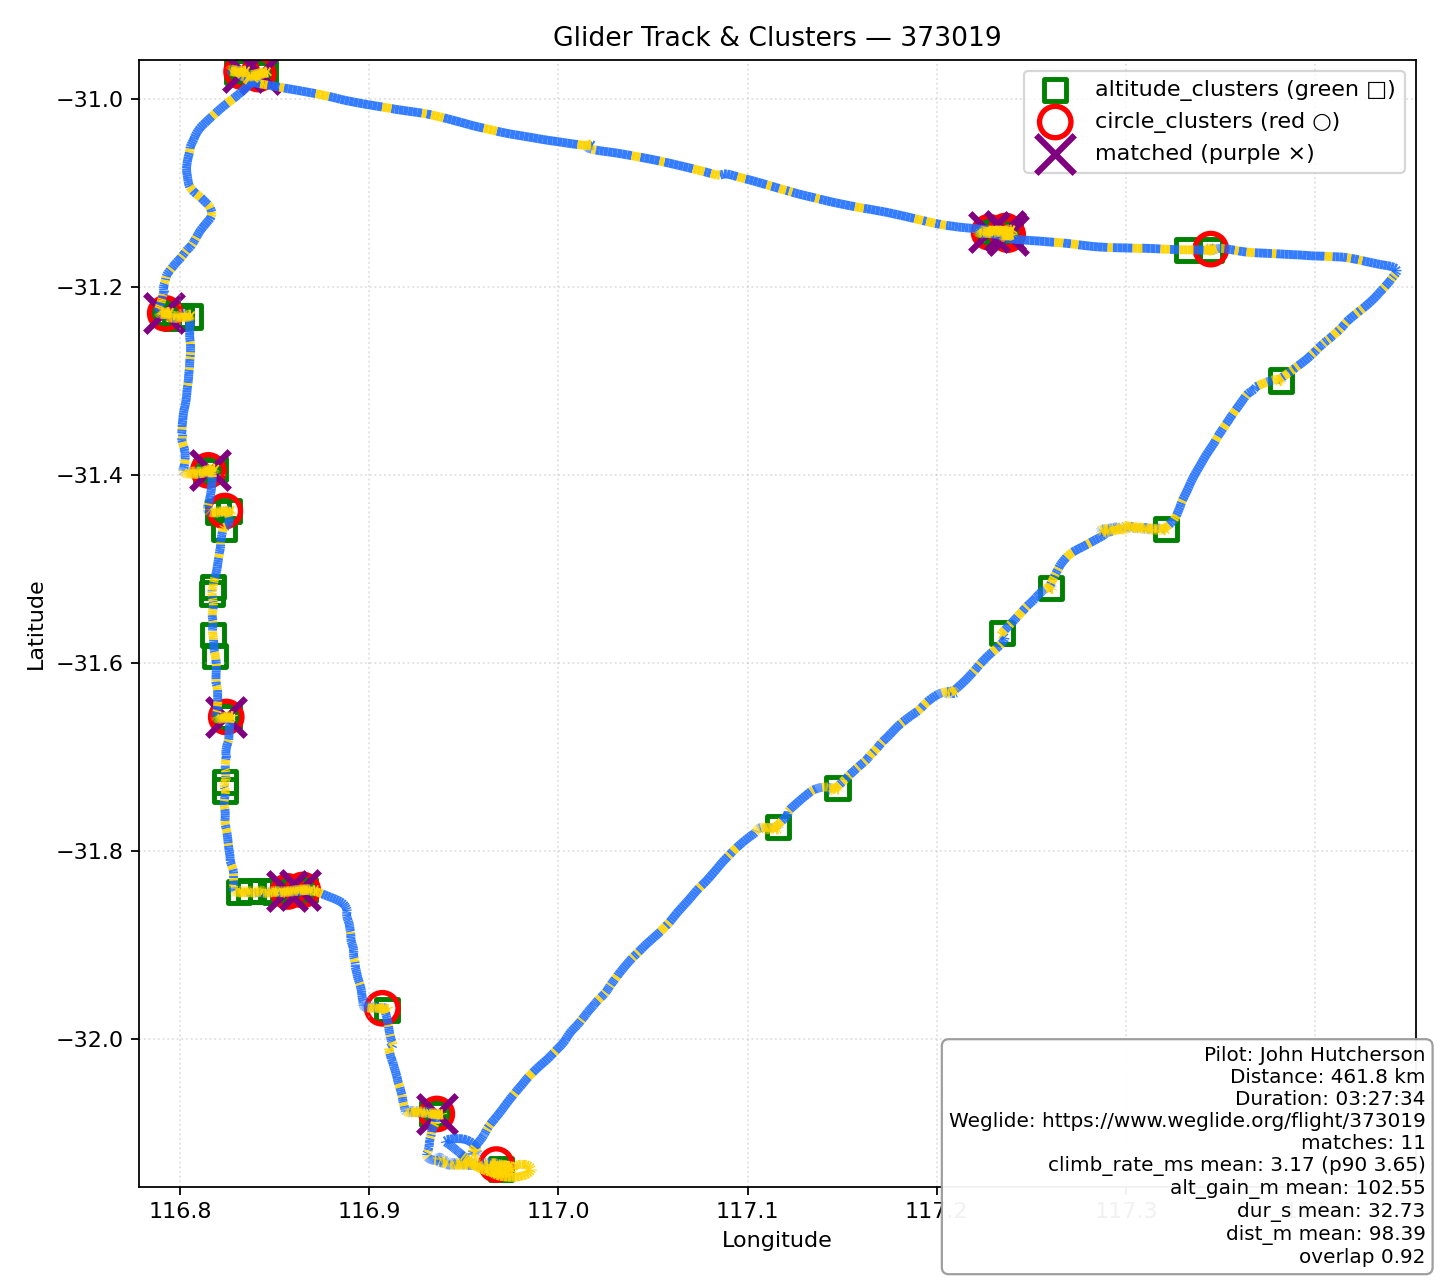 Glider Track & Clusters — 373019
altitude_clusters (green □)
circle_clusters (red ○)
matched (purple ×)
Latitude
−31.0
−31.2
−31.4
−31.6
−31.8
−32.0
116.8 116.9 117.0 117.1 117.2 117.3
Longitude
Pilot: John Hutcherson
Distance: 461.8 km
Duration: 03:27:34
Weglide: https://www.weglide.org/flight/373019
matches: 11
climb_rate_ms mean: 3.17 (p90 3.65)
alt_gain_m mean: 102.55
dur_s mean: 32.73
dist_m mean: 98.39
overlap 0.92